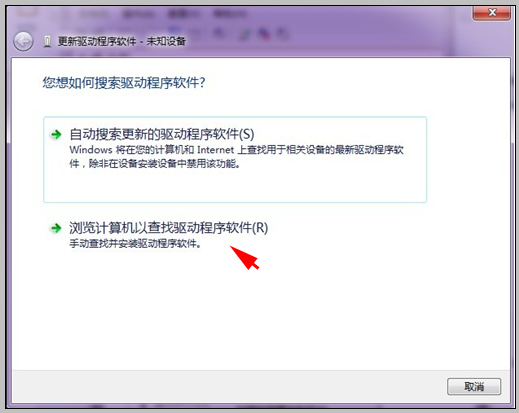 更新驱动程序软件 - 未知设备
您想如何搜索驱动程序软件?
自动搜索更新的驱动程序软件(S)
Windows 将在您的计算机和 Internet 上查找用于相关设备的最新驱动程序软
件，除非在设备安装设备中禁用该功能。
浏览计算机以查找驱动程序软件(R)
手动查找并安装驱动程序软件。
取消